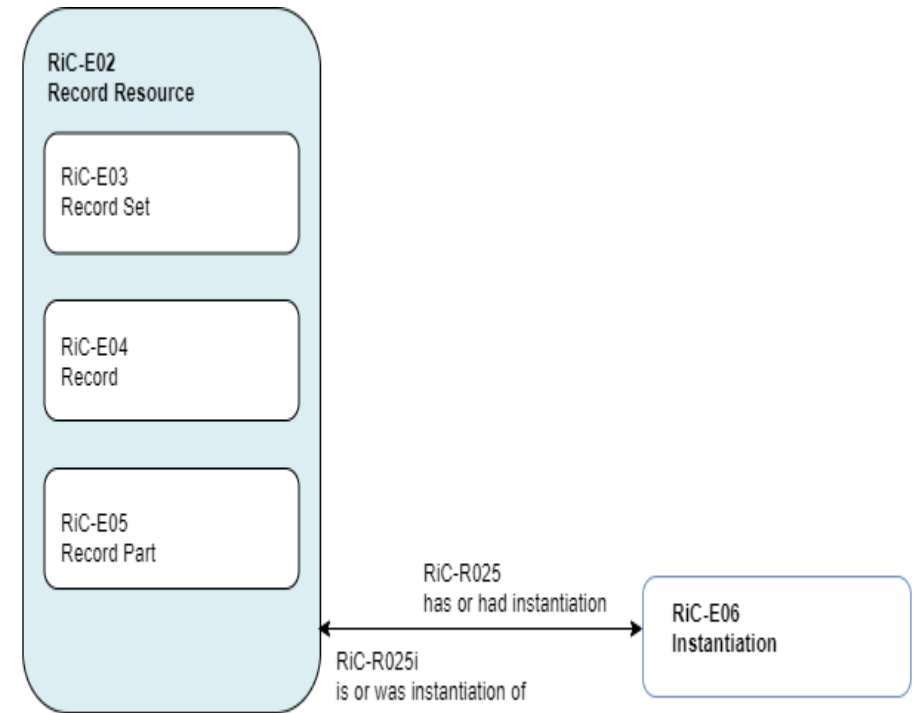 RiC-E02
Record Resource
RiC-E03
Record Set
RiC-E04
Record
RiC-E05
Record Part
RiC-R025
has or had instantiation
RiC-R025i
is or was instantiation of
RiC-E06
Instantiation